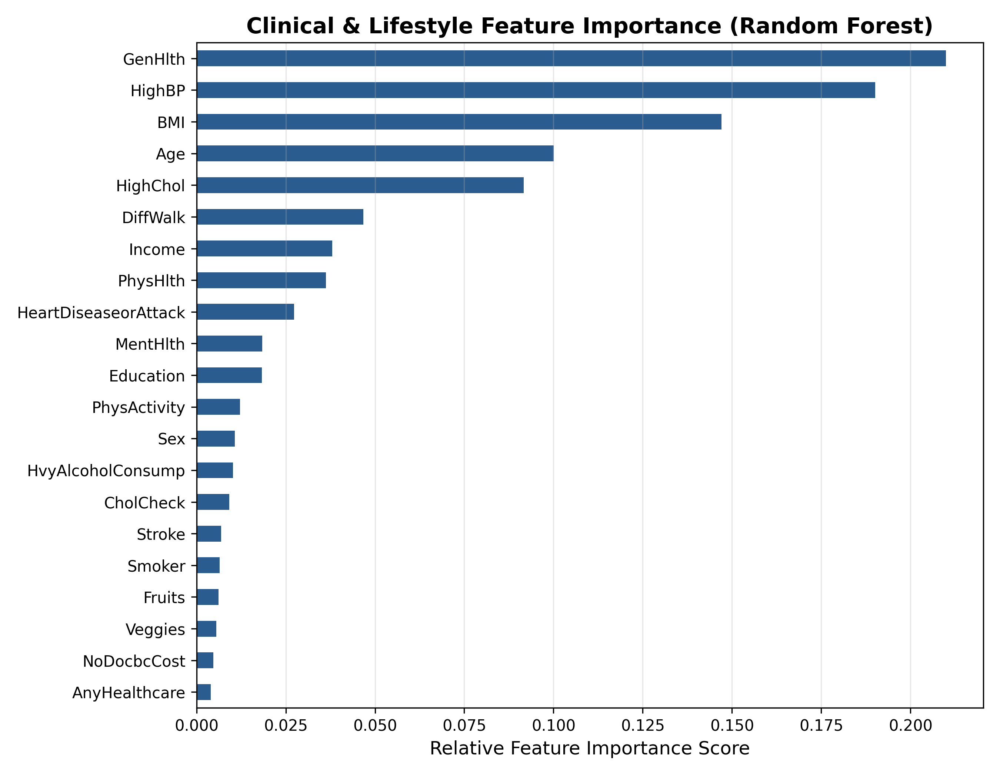 Clinical & Lifestyle Feature Importance (Random Forest)
GenHlth
HighBP
BMI
Age
HighChol
DiffWalk
Income
PhysHlth
HeartDiseaseorAttack
MentHlth
Education
PhysActivity
Sex
HvyAlcoholConsump
CholCheck
Stroke
Smoker
Fruits
Veggies
NoDocbcCost
AnyHealthcare
0.000 0.025 0.050 0.075 0.100 0.125 0.150 0.175 0.200
Relative Feature Importance Score